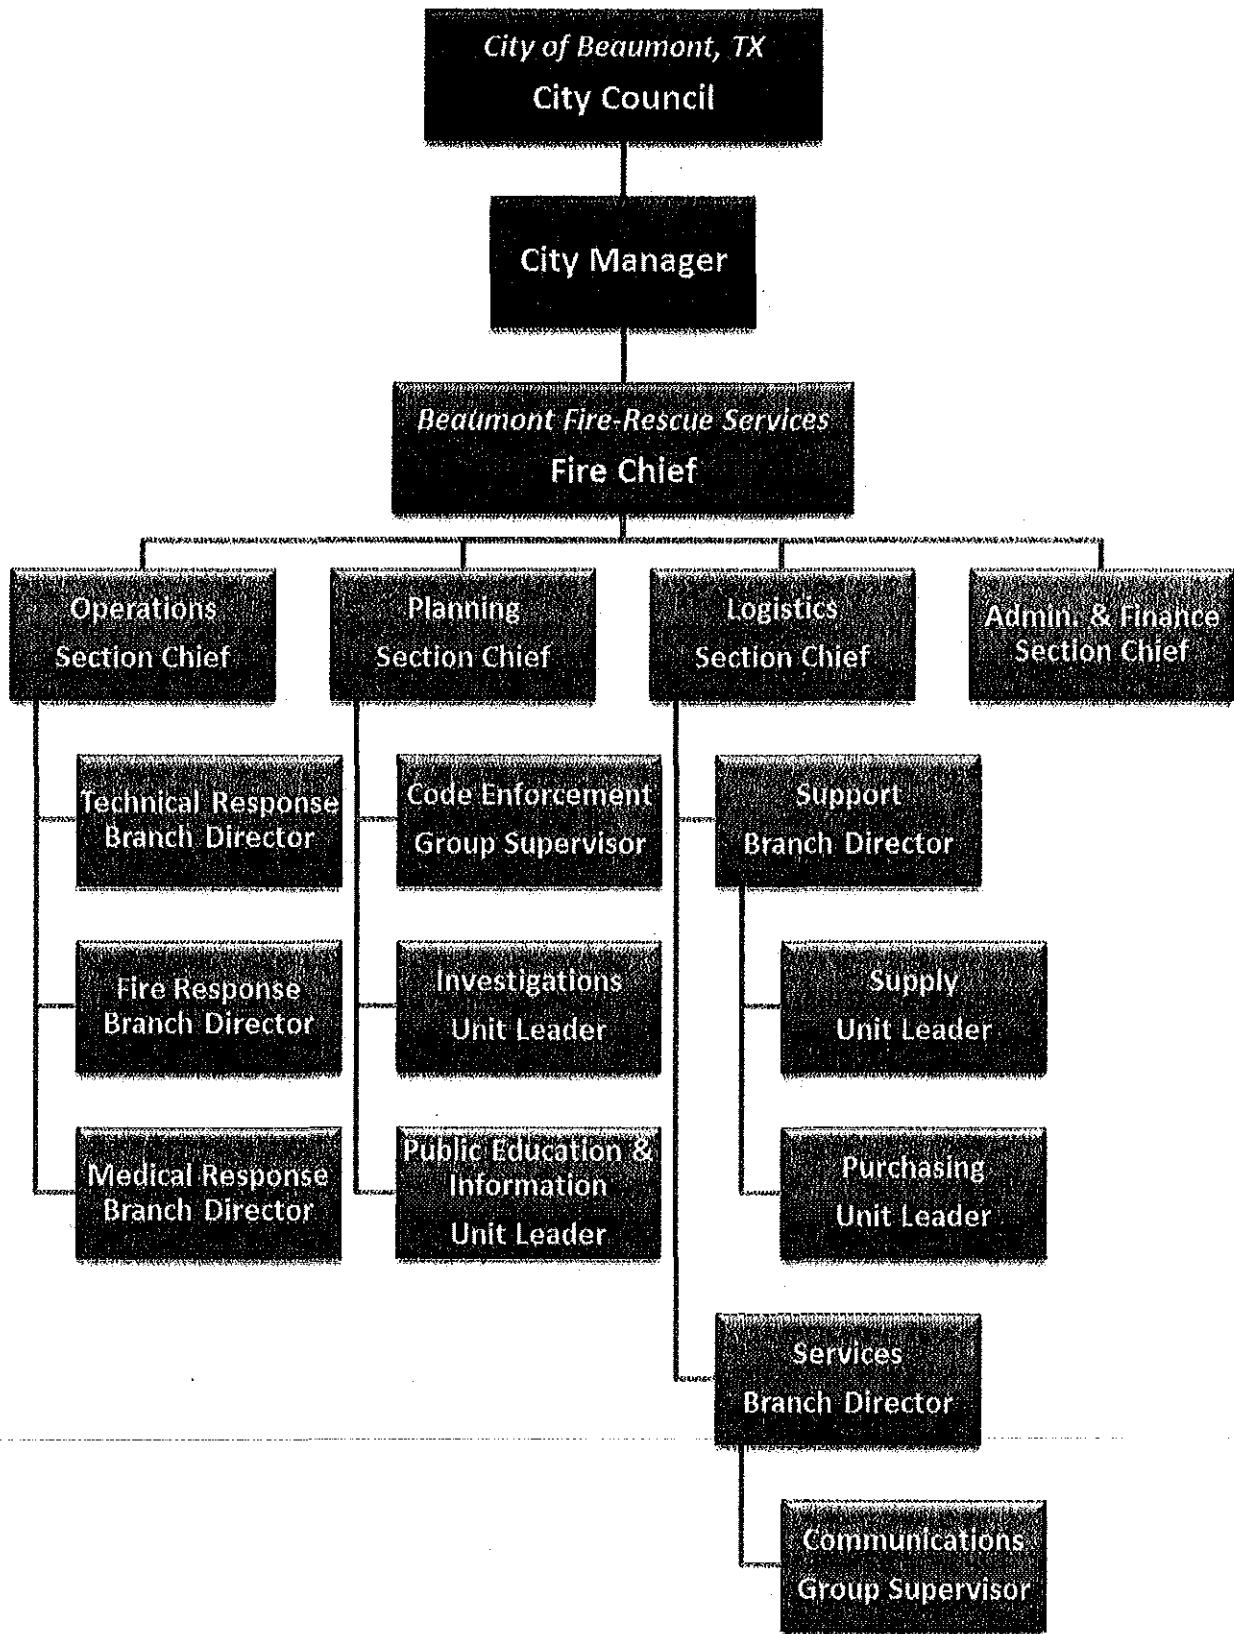 City of Beaumont, TX
City Council
City Manager
Beaumont Fire-Rescue Services
Fire Chief
Operations
Section Chief
Planning
Section Chief
Logistics
Section Chief
Admin. & Finance
Section Chief
Technical Response
Branch Director
Fire Response
Branch Director
Medical Response
Branch Director
Code Enforcement
Group Supervisor
Investigations
Unit Leader
Public Education &
Information
Unit Leader
Support
Branch Director
Supply
Unit Leader
Purchasing
Unit Leader
Services
Branch Director
Communications
Group Supervisor